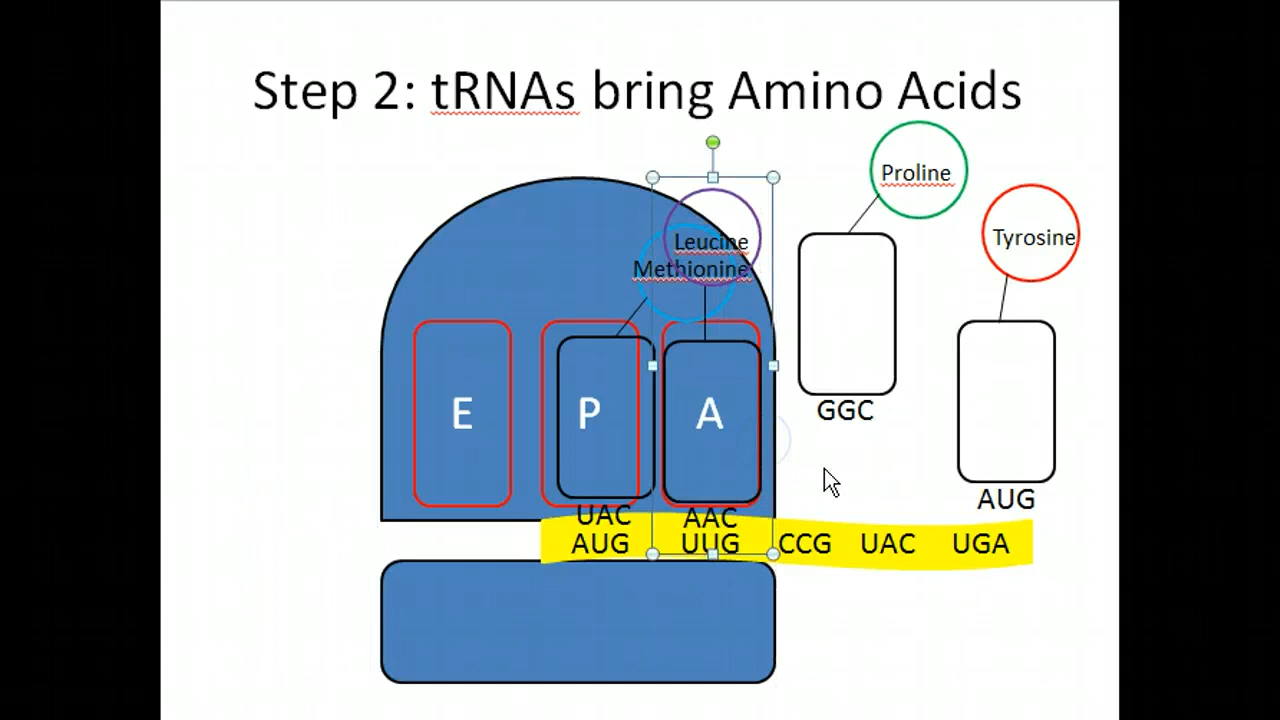 Step 2: tRNAs bring Amino Acids
Proline
Tyrosine
Leucine
Methionine
E P A
GGC
AUG
UAC AAC
AUG UUG CCG UAC UGA